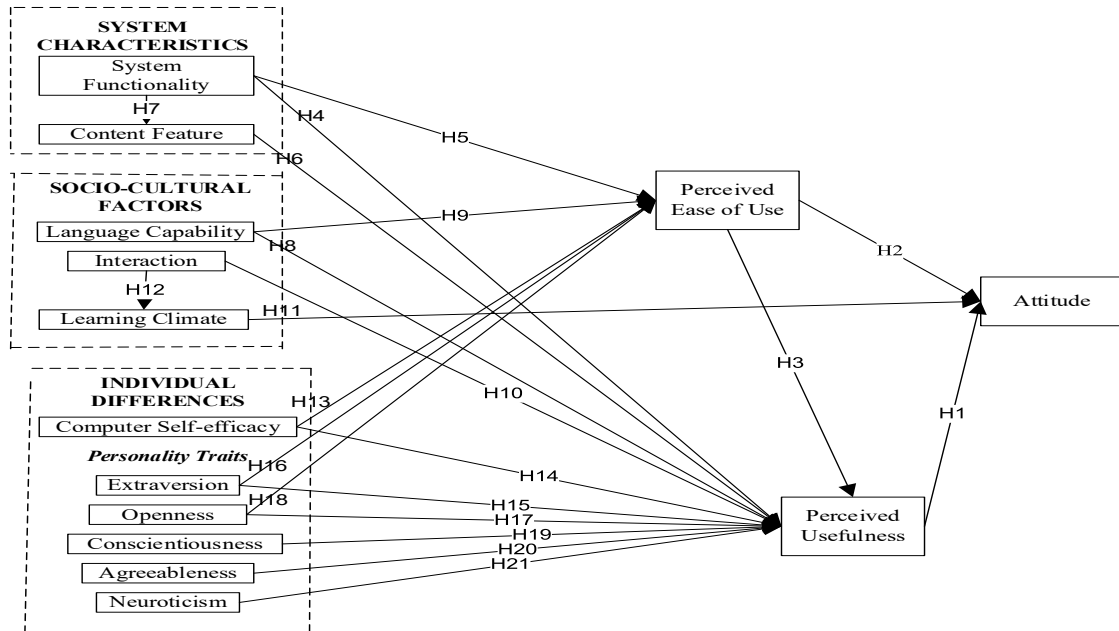 SYSTEM
CHARACTERISTICS
System
Functionality
H7
Content Feature
H4
H5
H6
SOCIO-CULTURAL
FACTORS
Language Capability
H9
H8
Interaction
H12
Learning Climate
H11
H10
Perceived
Ease of Use
H2
Attitude
H3
H1
INDIVIDUAL
DIFFERENCES
H13
Computer Self-efficacy
Personality Traits
H16
H14
Extraversion
H15
H18
Openness
H17
Conscientiousness
H19
H20
Agreeableness
H21
Neuroticism
Perceived
Usefulness